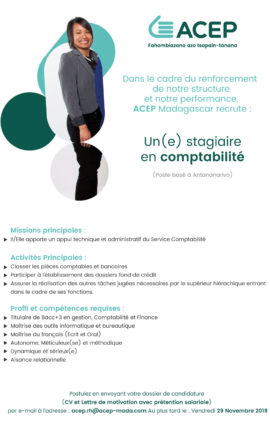 ACEP
Fahombiazana azo tsapain-tanana
Dans le cadre du renforcement
de notre structure
et notre performance,
ACEP Madagascar recrute :
Un(e) stagiaire
en comptabilité
(Poste basé à Antananarivo)
Missions principales :
Il/Elle apporte un appui technique et administratif du Service Comptabilité
Activités Principales :
Classer les pièces comptables et bancaires
Participer à l'établissement des dossiers fond de crédit
Assurer la réalisation des autres tâches jugées nécessaires par le supérieur hiérarchique entrant
dans le cadre de ses fonctions.
Profil et compétences requises :
Titulaire de Bacc+3 en gestion, Comptabilité et Finance
Maîtrise des outils informatique et bureautique
Maîtrise du français (Ecrit et Oral)
Autonome, Méticuleux(se) et méthodique
Dynamique et sérieux(e)
Aisance relationnelle
Postulez en envoyant votre dossier de candidature
(CV et Lettre de motivation avec prétention salariale)
par e-mail à l'adresse : acep.rh@acep-mada.com Au plus tard le : Vendredi 29 Novembre 2019